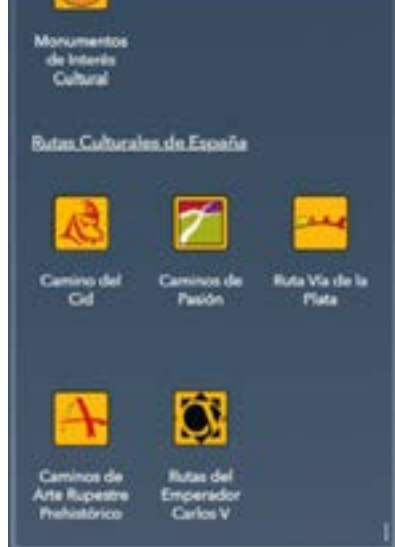 Monumentos
de Interés
Cultural
Rutas Culturales de España
Camino del
Cid
Caminos de
Pasión
Ruta Vía de la
Plata
Caminos de
Arte Rupestre
Prehistórico
Rutas del
Emperador
Carlos V